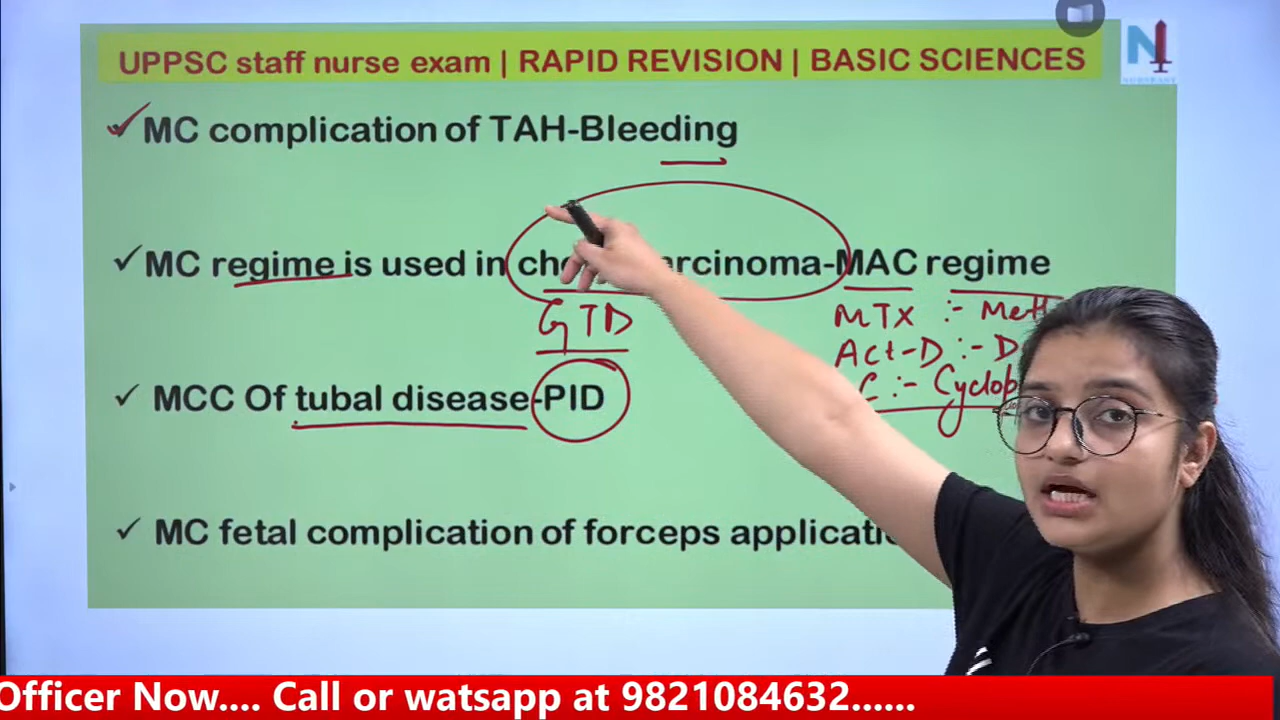 UPPSC staff nurse exam | RAPID REVISION | BASIC SCIENCES
MC complication of TAH-Bleeding
MC regime is used in MAC regime
GTD
MTX :-
Act-D :- D
C :-
MCC Of tubal disease-PID
MC fetal complication of forceps
Officer Now.... Call or watsapp at 9821084632......